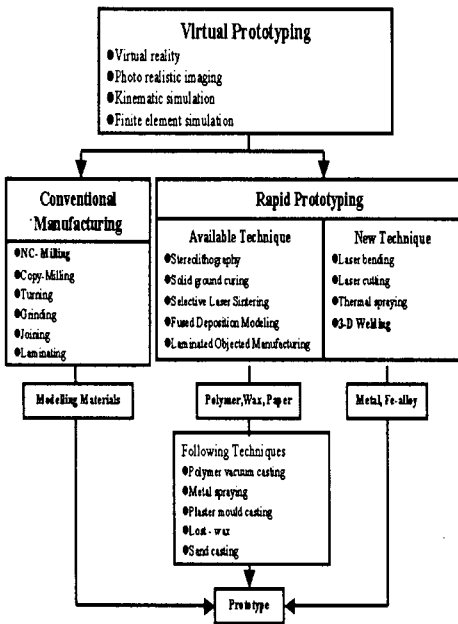 Virtual Prototyping
●Virtual reality
●Photo realistic imaging
●Kinematic simulation
●Finite element simulation
Conventional
Manufacturing
●NC-Milling
●Copy-Milling
●Turning
●Grinding
●Joining
●Laminating
Rapid Prototyping
Available Technique
●Stereolithography
●Solid ground curing
●Selective Laser Sintering
●Fused Deposition Modeling
●Laminated Objected Manufacturing
New Technique
●Laser bending
●Laser cutting
●Thermal spraying
●3-D Welding
Modelling Materials
Polymer,Wax, Paper
Metal, Fe-alloy
Following Techniques
●Polymer vacuum casting
●Metal spraying
●Plaster mould casting
●Lost - wax
●Sand casting
Prototype